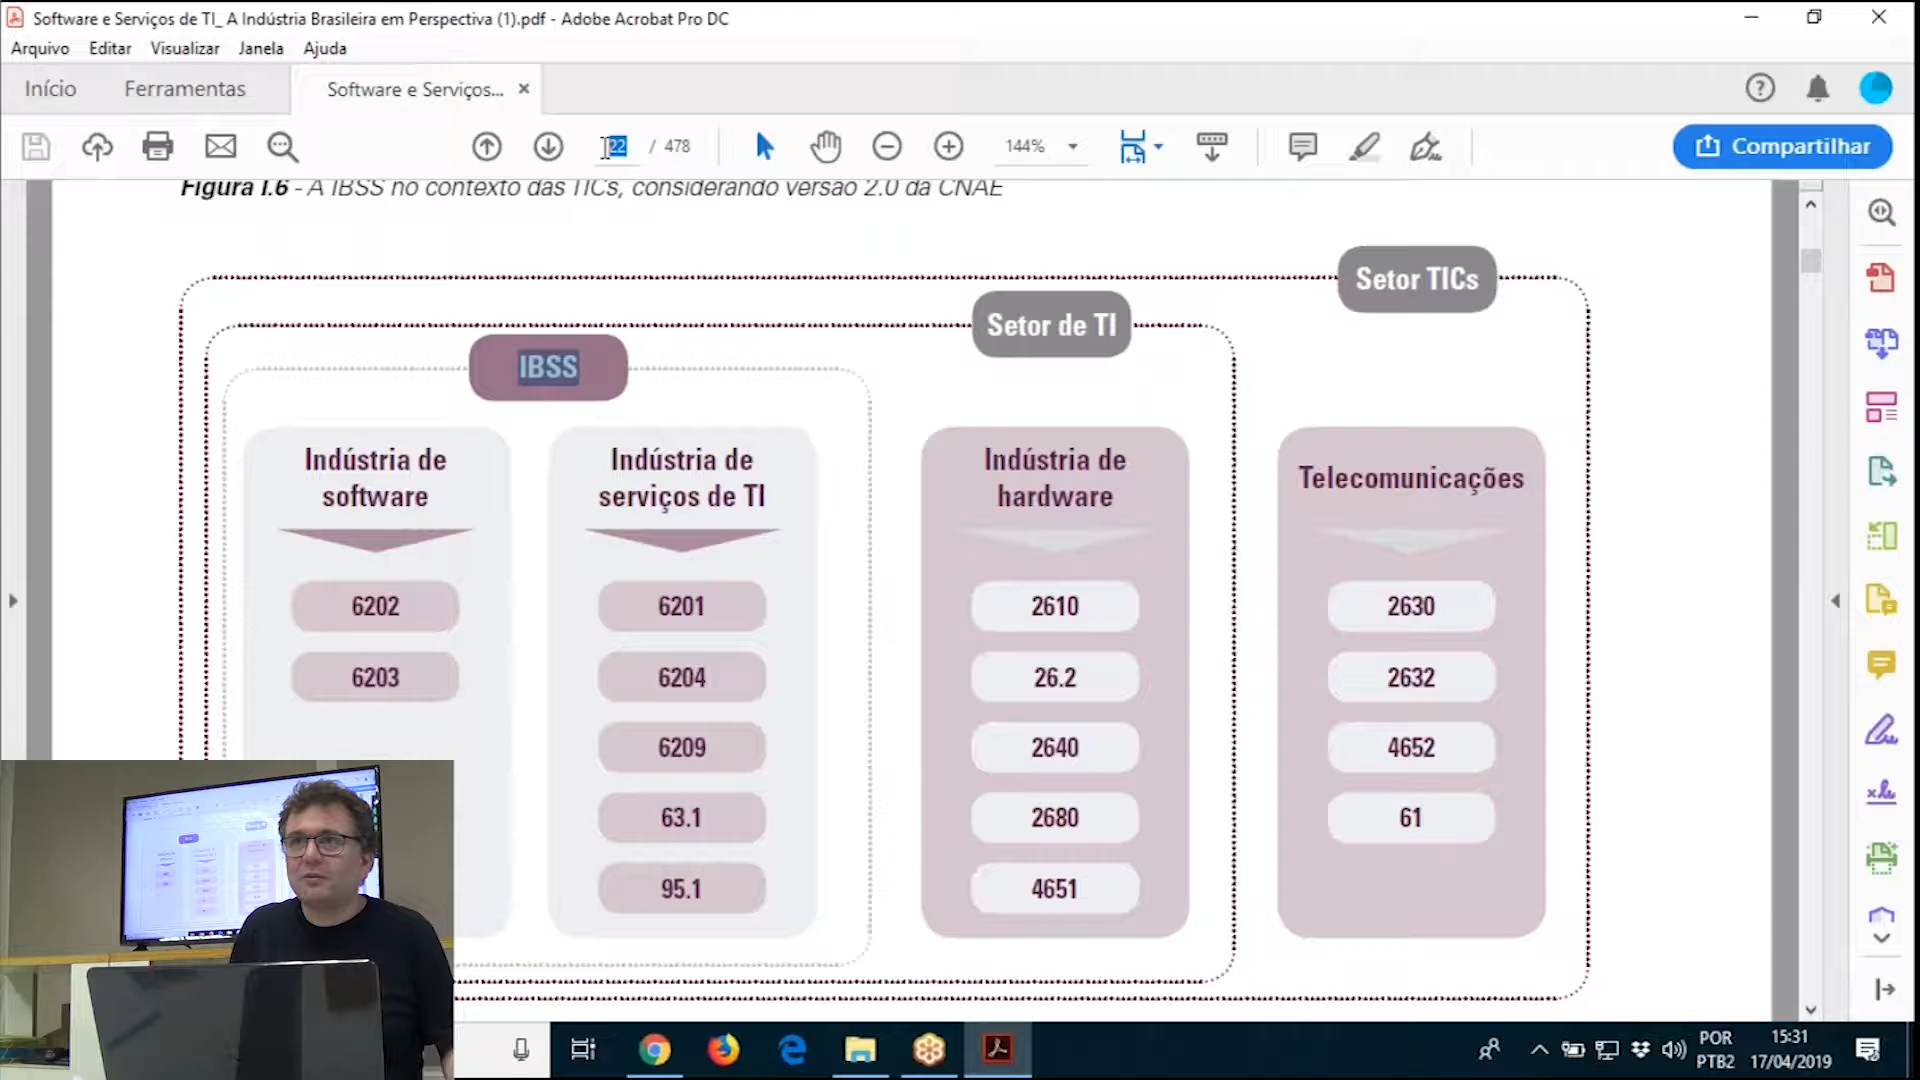 Software e Serviços de TI_ A Indústria Brasileira em Perspectiva (1).pdf - Adobe Acrobat Pro DC
Arquivo Editar Visualizar Janela Ajuda
Início Ferramentas Software e Serviços... ×
22 / 478 144% Compartilhar
Figura I.6 - A IBSS no contexto das TICs, considerando versão 2.0 da CNAE
Setor TICs
Setor de TI
IBSS
Indústria de
software
6202
6203
Indústria de
serviços de TI
6201
6204
6209
63.1
95.1
Indústria de
hardware
2610
26.2
2640
2680
4651
Telecomunicações
2630
2632
4652
61
POR
PTB2
15:31
17/04/2019